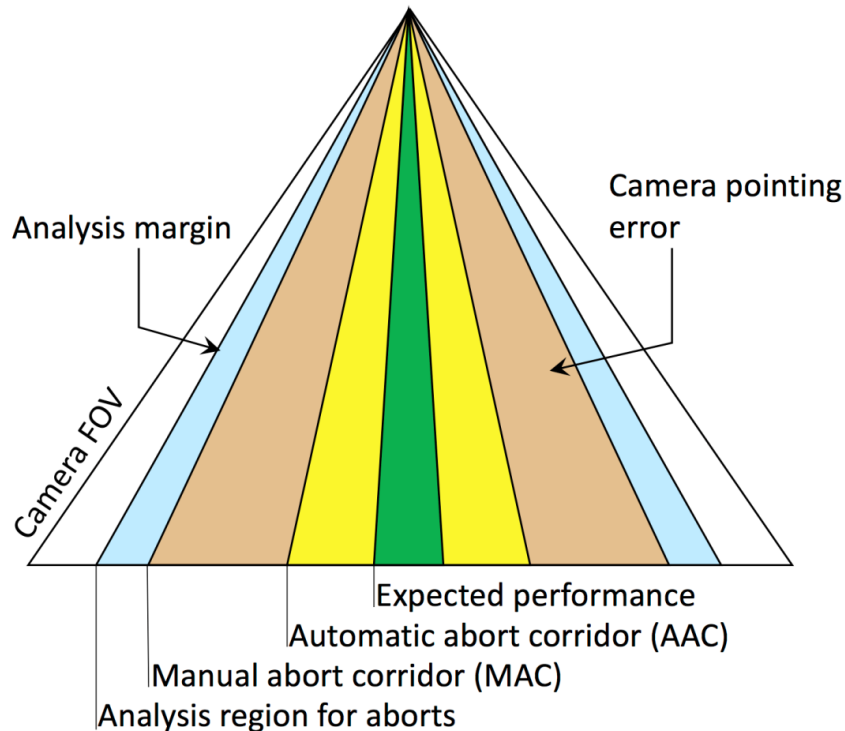 Camera pointing
error
Analysis margin
Camera FOV
Expected performance
Automatic abort corridor (AAC)
Manual abort corridor (MAC)
Analysis region for aborts